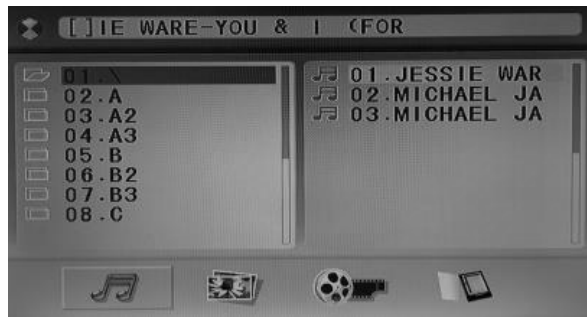 []IE WARE-YOU & I (FOR
01.\
02.A
03.A2
04.A3
05.B
06.B2
07.B3
08.C
01.JESSIE WAR
02.MICHAEL JA
03.MICHAEL JA